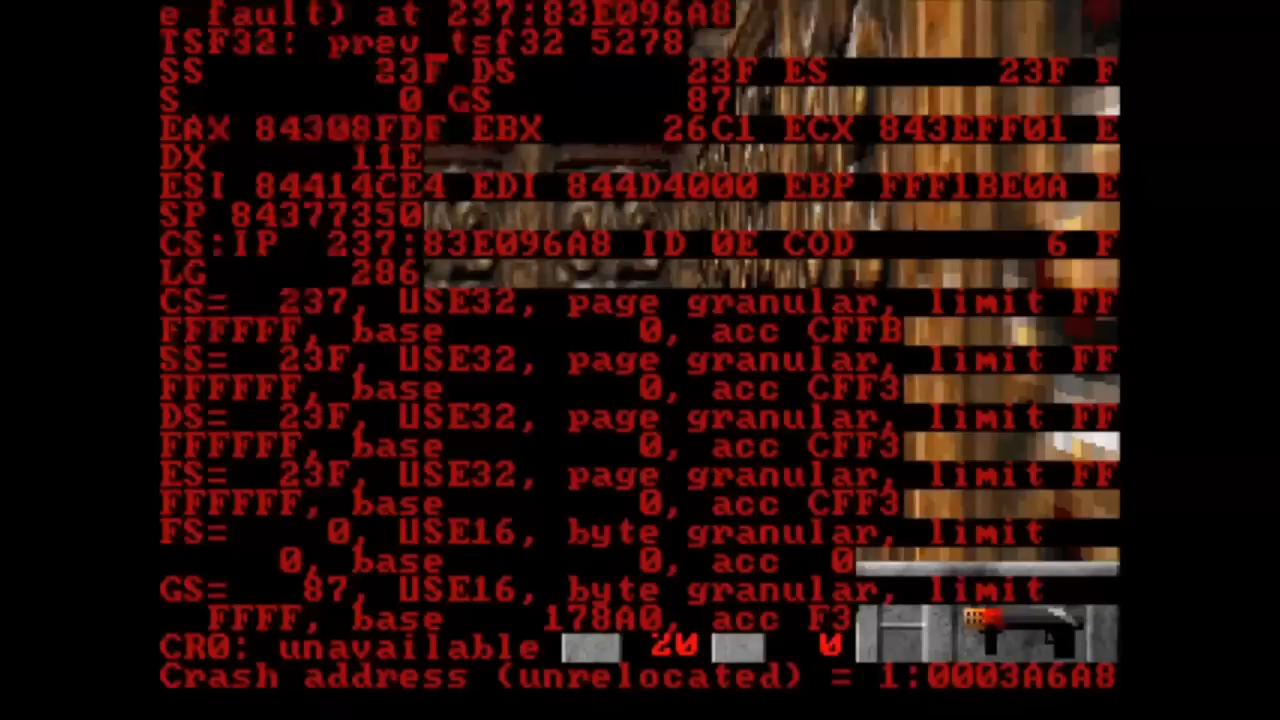 e fault) at 237:83E096A8
TSF32: prev_tsf32 5278
SS 23F DS 23F ES 23F F
S 0 GS 87
EAX 84308FDF EBX 26C1 ECX 843EFF01 E
DX 11E
ESI 84414CE4 EDI 844D4000 EBP FFF1BE0A E
SP 84377350
CS:IP 237:83E096A8 ID 0E COD 6 F
LG 286
CS= 237, USE32, page granular, limit FF
FFFFFF, base 0, acc CFFB
SS= 23F, USE32, page granular, limit FF
FFFFFF, base 0, acc CFF3
DS= 23F, USE32, page granular, limit FF
FFFFFF, base 0, acc CFF3
ES= 23F, USE32, page granular, limit FF
FFFFFF, base 0, acc CFF3
FS= 0, USE16, byte granular, limit
0, base 0, acc 0
GS= 87, USE16, byte granular, limit
FFFF, base 178A0, acc F3
CR0: unavailable 20 0
Crash address (unrelocated) = 1:0003A6A8